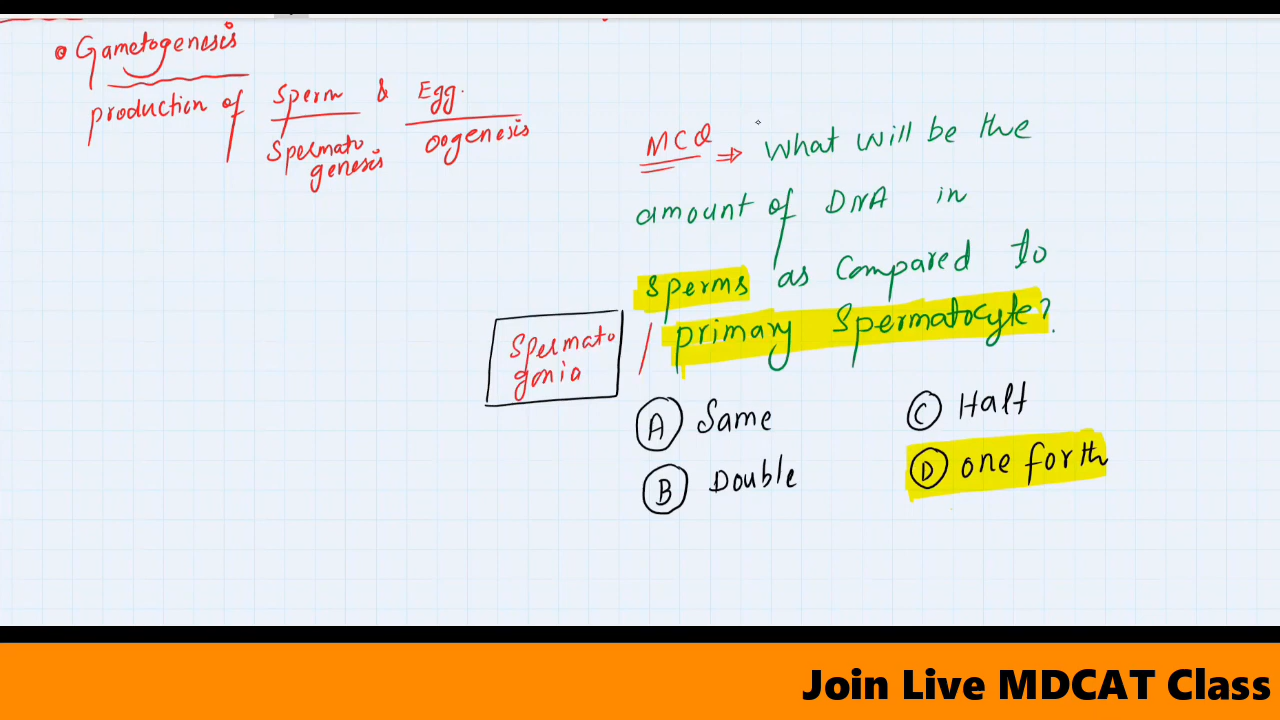 Gametogenesis
production of Sperm & Egg.
Spermato genesis
oogenesis
MCQ ⇒ what will be the
amount of DNA in
sperms as compared to
Spermato gonia / primary Spermatocyte?
A Same
B Double
C Half
D one forth
Join Live MDCAT Class